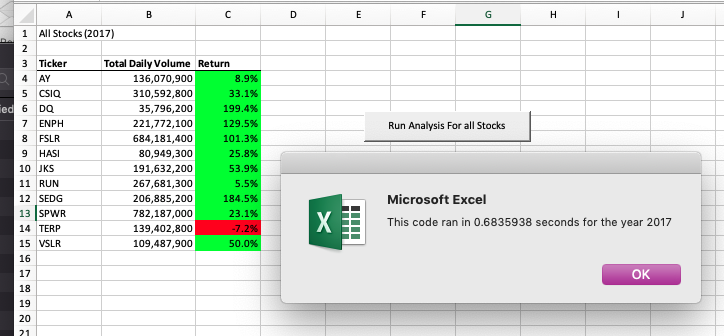 A B C D E F G H I J
1 All Stocks (2017)
2
3 Ticker Total Daily Volume Return
4 AY 136,070,900 8.9%
5 CSIQ 310,592,800 33.1%
6 DQ 35,796,200 199.4%
7 ENPH 221,772,100 129.5%
8 FSLR 684,181,400 101.3%
9 HASI 80,949,300 25.8%
10 JKS 191,632,200 53.9%
11 RUN 267,681,300 5.5%
12 SEDG 206,885,200 184.5%
13 SPWR 782,187,000 23.1%
14 TERP 139,402,800 -7.2%
15 VSLR 109,487,900 50.0%
16
17
18
19
20
21
Run Analysis For all Stocks
Microsoft Excel
This code ran in 0.6835938 seconds for the year 2017
X
OK
ied